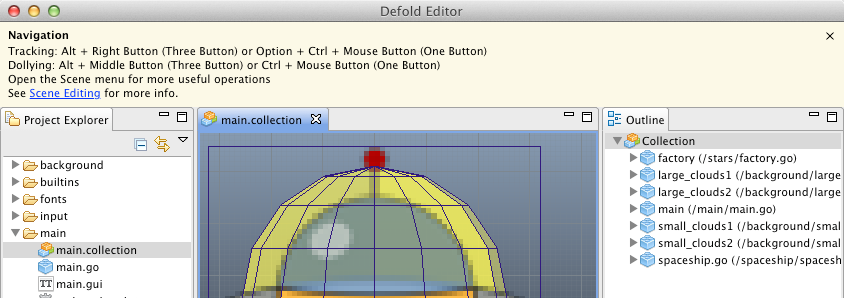 Defold Editor
Navigation
Tracking: Alt + Right Button (Three Button) or Option + Ctrl + Mouse Button (One Button)
Dollying: Alt + Middle Button (Three Button) or Ctrl + Mouse Button (One Button)
Open the Scene menu for more useful operations
See Scene Editing for more info.
Project Explorer
background
builtins
fonts
input
main
main.collection
main.go
TT main.gui
main.collection
Outline
Collection
factory (/stars/factory.go)
large_clouds1 (/background/large
large_clouds2 (/background/large
main (/main/main.go)
small_clouds1 (/background/smal
small_clouds2 (/background/smal
spaceship.go (/spaceship/spacesh